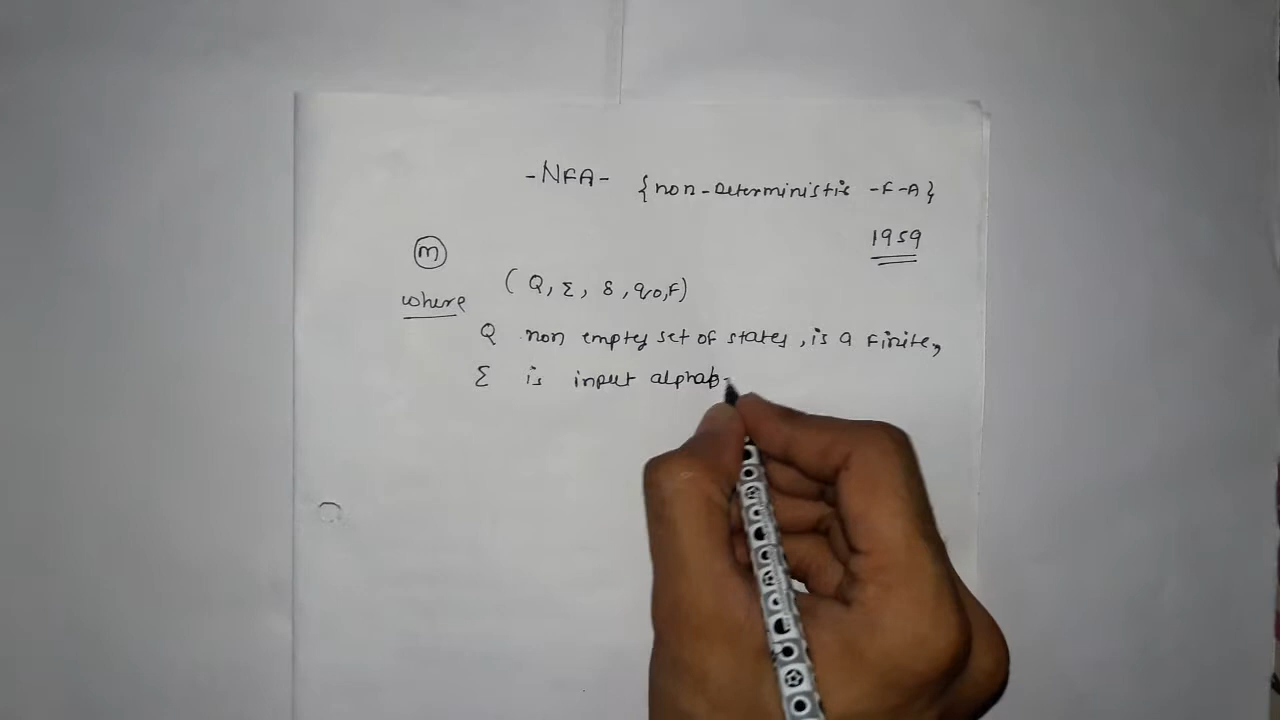 -NFA- {non-Deterministic -F-A}
1959
M
(Q, Σ, δ, q0, F)
where
Q non empty set of states, is a finite,
Σ is input alphab